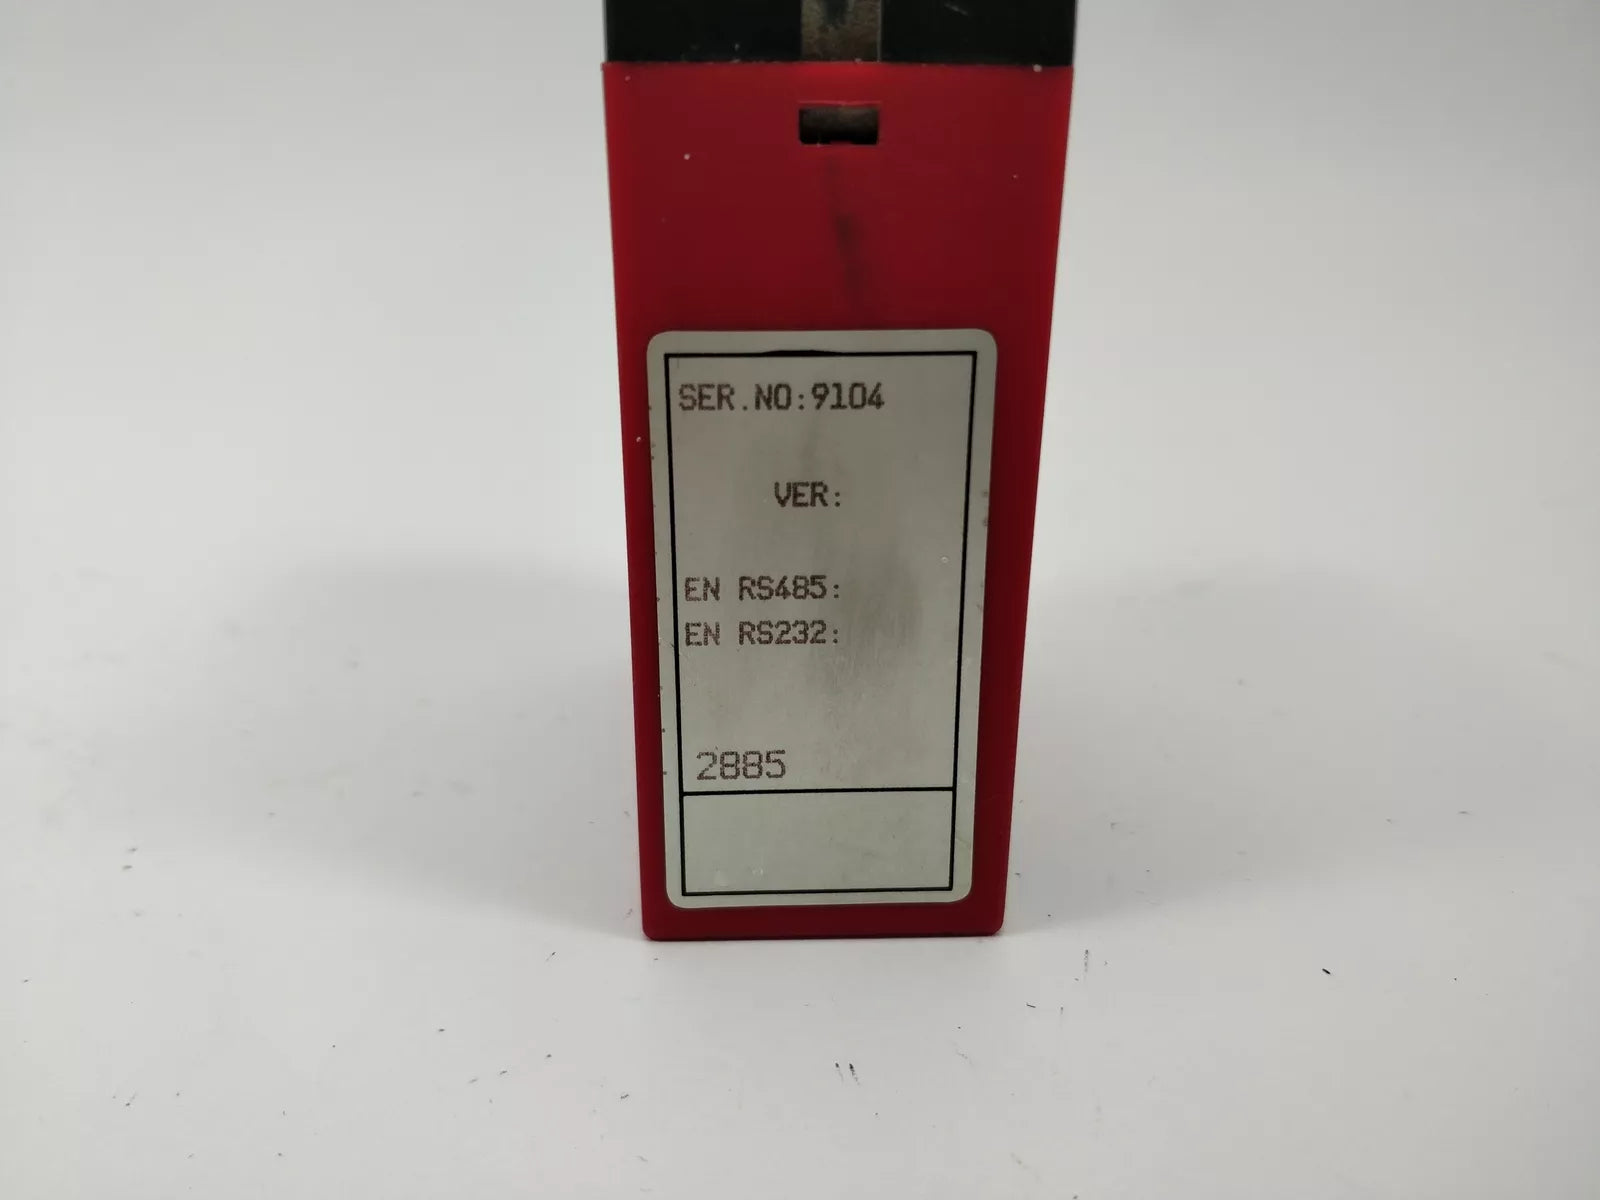 SER.NO:9104
VER:
EN RS485:
EN RS232:
2885